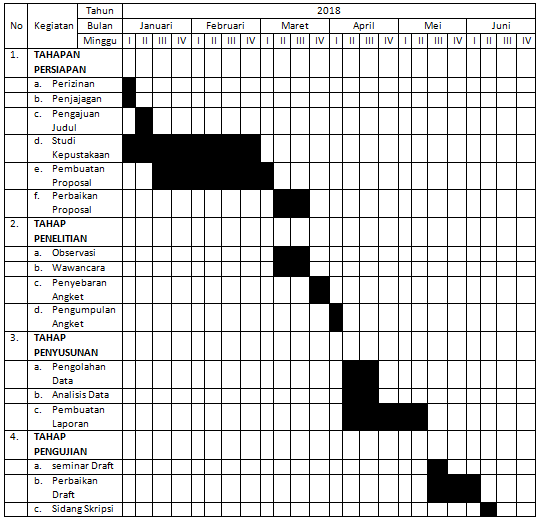 Tahun 2018
No Kegiatan Bulan Januari Februari Maret April Mei Juni
Minggu I II III IV I II III IV I II III IV I II III IV I II III IV I II III IV
1. TAHAPAN
PERSIAPAN
a. Perizinan
b. Penjajagan
c. Pengajuan
Judul
d. Studi
Kepustakaan
e. Pembuatan
Proposal
f. Perbaikan
Proposal
2. TAHAP
PENELITIAN
a. Observasi
b. Wawancara
c. Penyebaran
Angket
d. Pengumpulan
Angket
3. TAHAP
PENYUSUNAN
a. Pengolahan
Data
b. Analisis Data
c. Pembuatan
Laporan
4. TAHAP
PENGUJIAN
a. seminar Draft
b. Perbaikan
Draft
c. Sidang Skripsi